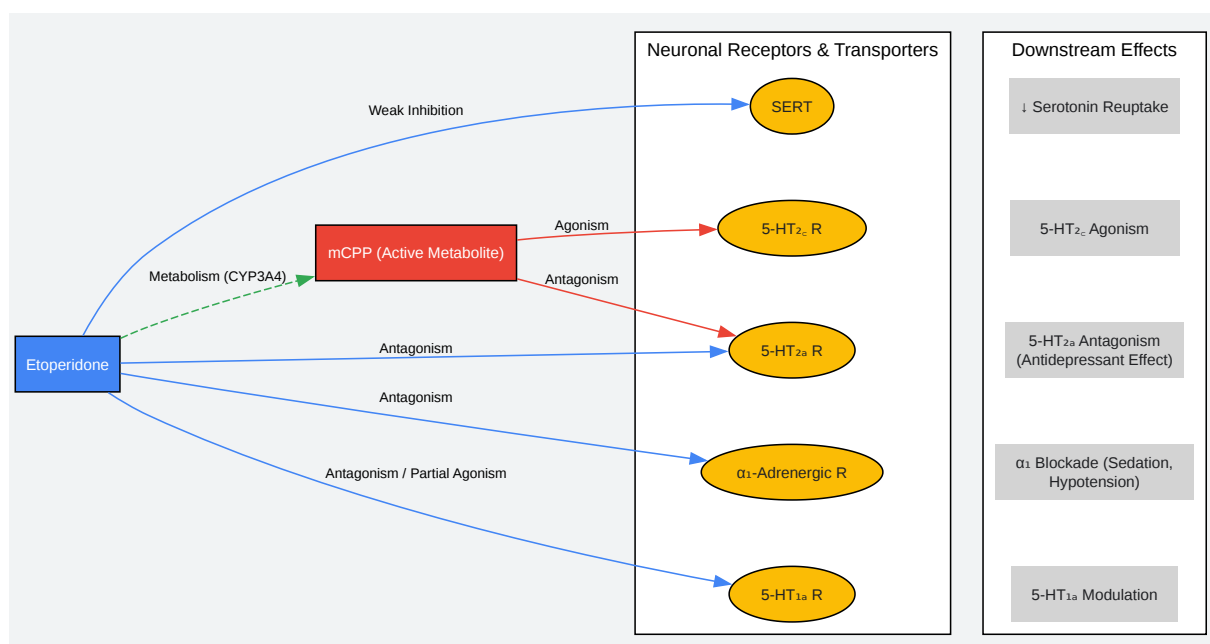 Neuronal Receptors & Transporters
Downstream Effects
Weak Inhibition
SERT
↓ Serotonin Reuptake
Agonism
5-HT₂꜀ R
5-HT₂꜀ Agonism
mCPP (Active Metabolite)
Metabolism (CYP3A4)
Antagonism
Etoperidone
Antagonism
5-HT₂ₐ R
5-HT₂ₐ Antagonism
(Antidepressant Effect)
Antagonism
α₁-Adrenergic R
α₁ Blockade (Sedation,
Hypotension)
Antagonism / Partial Agonism
5-HT₁ₐ R
5-HT₁ₐ Modulation